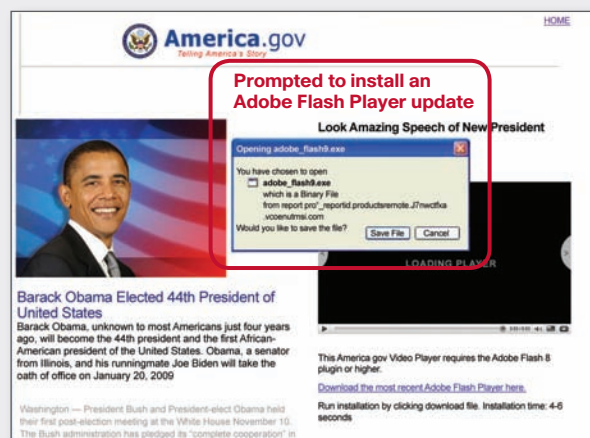 HOME
America.gov
Telling America's Story
Prompted to install an
Adobe Flash Player update
Look Amazing Speech of New President
Opening adobe_flash9.exe
You have chosen to open
adobe_flash9.exe
which is a Binary File
from report
Would you like to save the file?
Save File
Cancel
LOADING PLAYER
Barack Obama Elected 44th President of
United States
Barack Obama, unknown to most Americans just four years
ago, will become the 44th president and the first African-
American president of the United States. Obama, a senator
from Illinois, and his runningmate Joe Biden will take the
oath of office on January 20, 2009
This America gov Video Player requires the Adobe Flash 8
plugin or higher.
Download the most recent Adobe Flash Player here.
Run installation by clicking download file. Installation time: 4-6
seconds
Washington — President Bush and President-elect Obama held
their first post-election meeting at the White House November 10.
The Bush administration has pledged its "complete cooperation" in